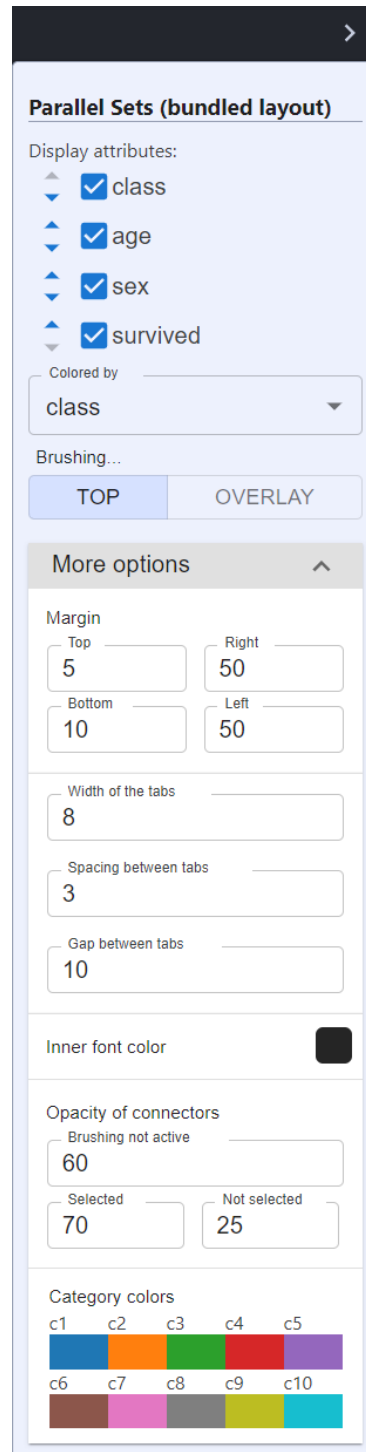 Parallel Sets (bundled layout)
Display attributes:
class
age
sex
survived
Colored by
class
Brushing...
TOP OVERLAY
More options
Margin
Top Right
5 50
Bottom Left
10 50
Width of the tabs
8
Spacing between tabs
3
Gap between tabs
10
Inner font color
Opacity of connectors
Brushing not active
60
Selected Not selected
70 25
Category colors
c1 c2 c3 c4 c5
c6 c7 c8 c9 c10